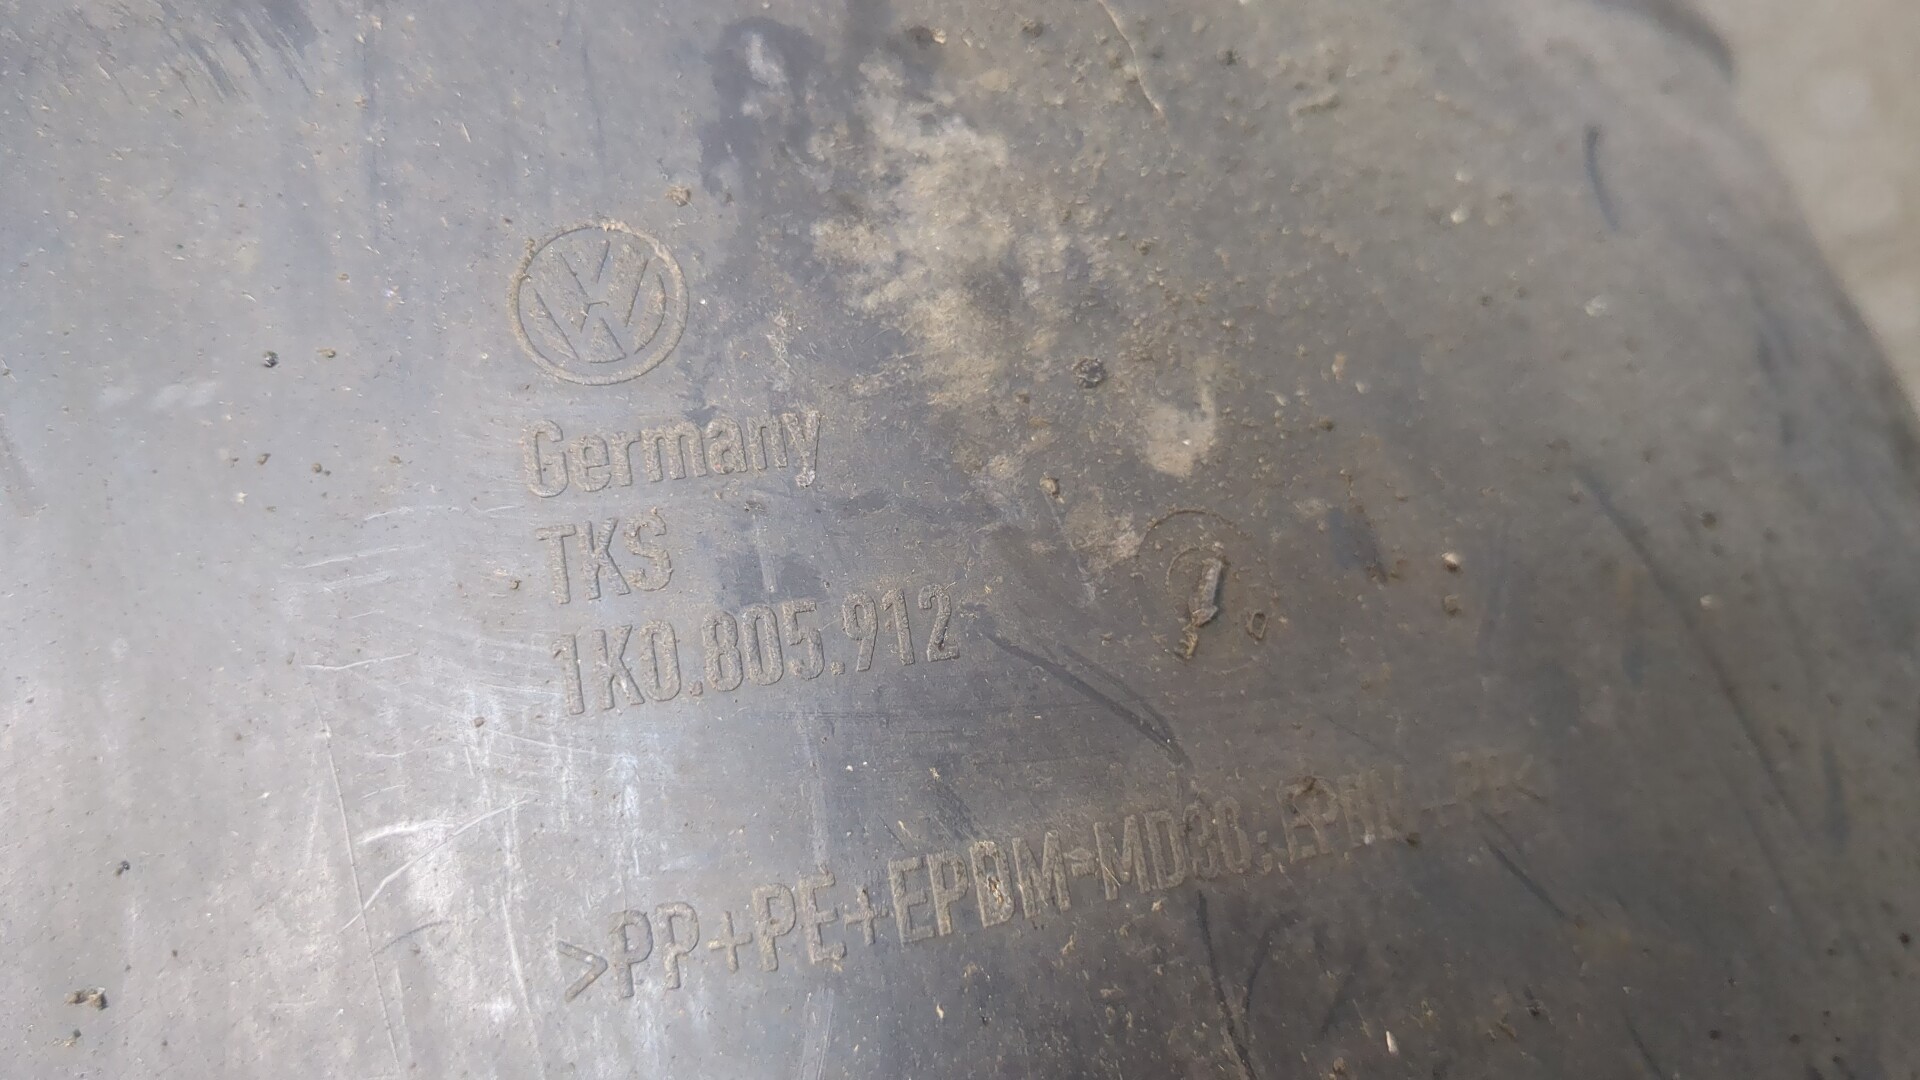 Germany
TKS
1K0.805.912
>PP+PE+EPDM-MD30.